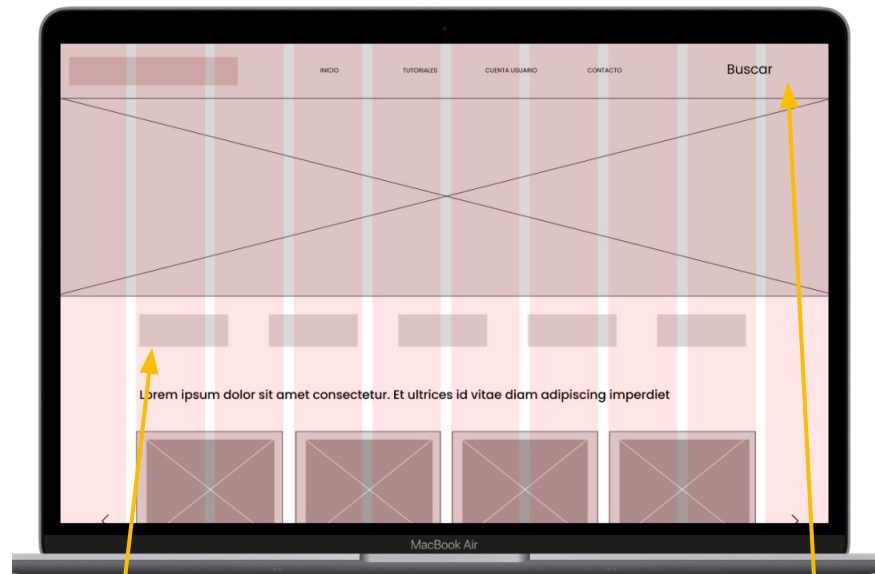 INICIO TUTORIALES CUENTA USUARIO CONTACTO Buscar
Lorem ipsum dolor sit amet consectetur. Et ultrices id vitae diam adipiscing imperdiet
MacBook Air